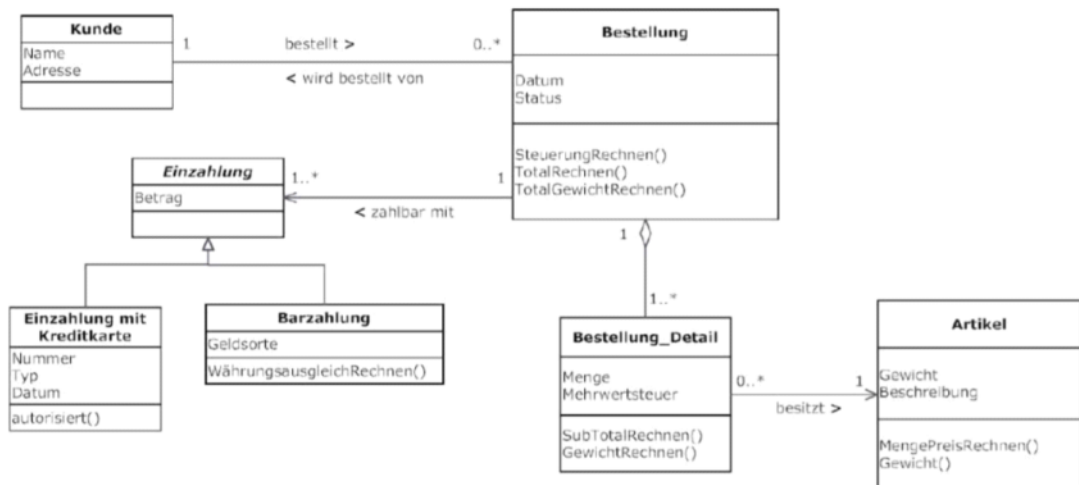 Kunde
Name
Adresse
1
bestellt >
0..*
< wird bestellt von
Bestellung
Datum
Status
SteuerungRechnen()
TotalRechnen()
TotalGewichtRechnen()
Einzahlung
Betrag
1..*
1
< zahlbar mit
Einzahlung mit
Kreditkarte
Nummer
Typ
Datum
autorisiert()
Barzahlung
Geldsorte
WährungsausgleichRechnen()
1
1..*
Bestellung_Detail
Menge
Mehrwertsteuer
SubTotalRechnen()
GewichtRechnen()
0..*
1
besitzt >
Artikel
Gewicht
Beschreibung
MengePreisRechnen()
Gewicht()